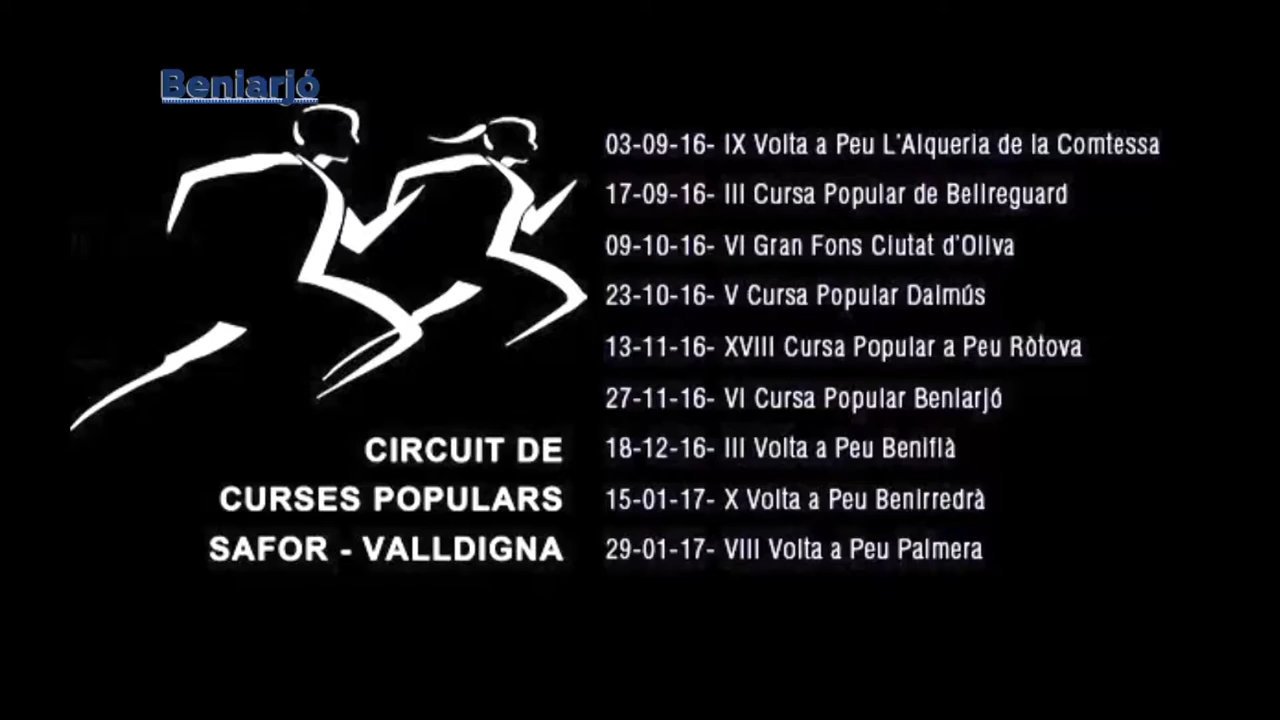 Beniarjó
03-09-16- IX Volta a Peu L'Alqueria de la Comtessa
17-09-16- III Cursa Popular de Bellreguard
09-10-16- VI Gran Fons Ciutat d'Oliva
23-10-16- V Cursa Popular Daimús
13-11-16- XVIII Cursa Popular a Peu Ròtova
27-11-16- VI Cursa Popular Beniarjó
18-12-16- III Volta a Peu Beniflà
15-01-17- X Volta a Peu Benirredrà
29-01-17- VIII Volta a Peu Palmera
CIRCUIT DE
CURSES POPULARS
SAFOR - VALLDIGNA